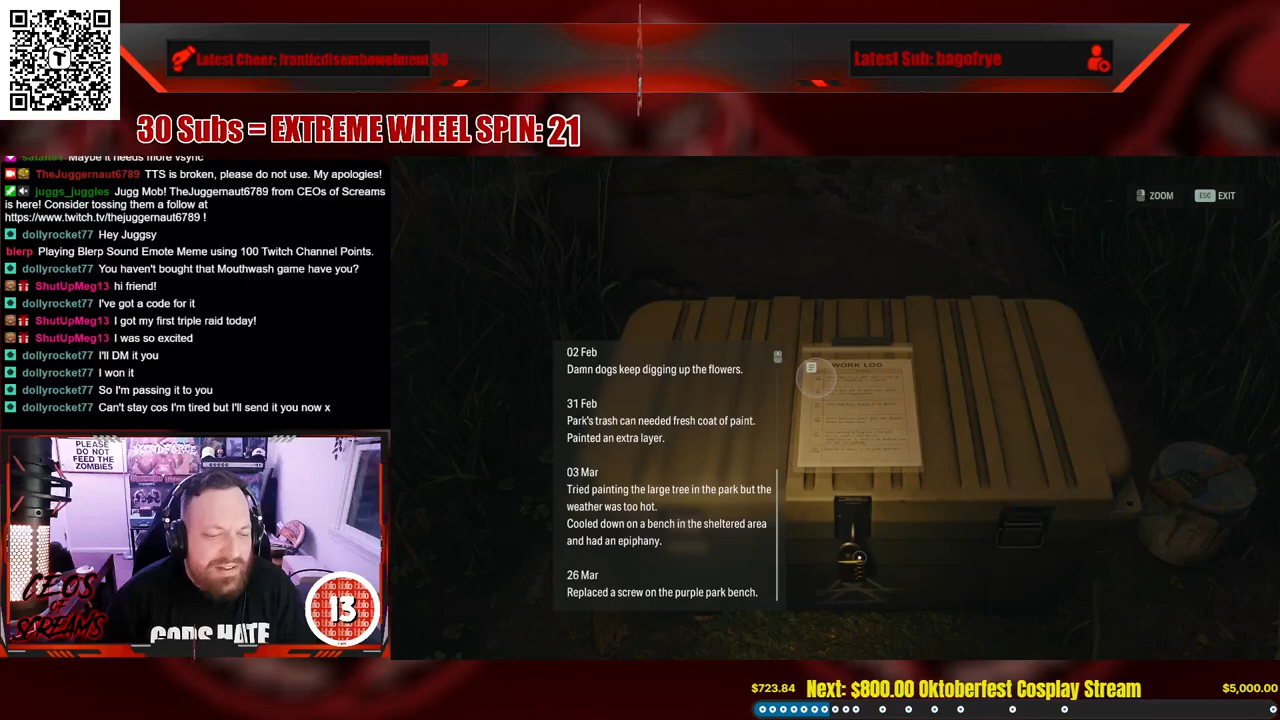 Latest Cheer: franticdisembowelment 50
Latest Sub: bagofrye
30 Subs = EXTREME WHEEL SPIN: 21
Maybe it needs more vsync
TheJuggernaut6789 TTS is broken, please do not use. My apologies!
juggs_juggles Jugg Mob! TheJuggernaut6789 from CEOs of Screams
is here! Consider tossing them a follow at
https://www.twitch.tv/thejuggernaut6789 !
dollyrocket77 Hey Juggsy
blerp Playing Blerp Sound Emote Meme using 100 Twitch Channel Points.
dollyrocket77 You haven't bought that Mouthwash game have you?
ShutUpMeg13 hi friend!
dollyrocket77 I've got a code for it
ShutUpMeg13 I got my first triple raid today!
ShutUpMeg13 I was so excited
dollyrocket77 I'll DM it you
dollyrocket77 I won it
dollyrocket77 So I'm passing it to you
dollyrocket77 Can't stay cos I'm tired but I'll send it you now x
ZOOM
ESC EXIT
WORK LOG
02 Feb
Damn dogs keep digging up the flowers.
31 Feb
Park's trash can needed fresh coat of paint.
Painted an extra layer.
03 Mar
Tried painting the large tree in the park but the
weather was too hot.
Cooled down on a bench in the sheltered area
and had an epiphany.
26 Mar
Replaced a screw on the purple park bench.
PLEASE
DO NOT
FEED THE
ZOMBIES
CEOS
OF
SCREAMS
GODS HATE
13
$723.84
Next: $800.00 Oktoberfest Cosplay Stream
$5,000.00